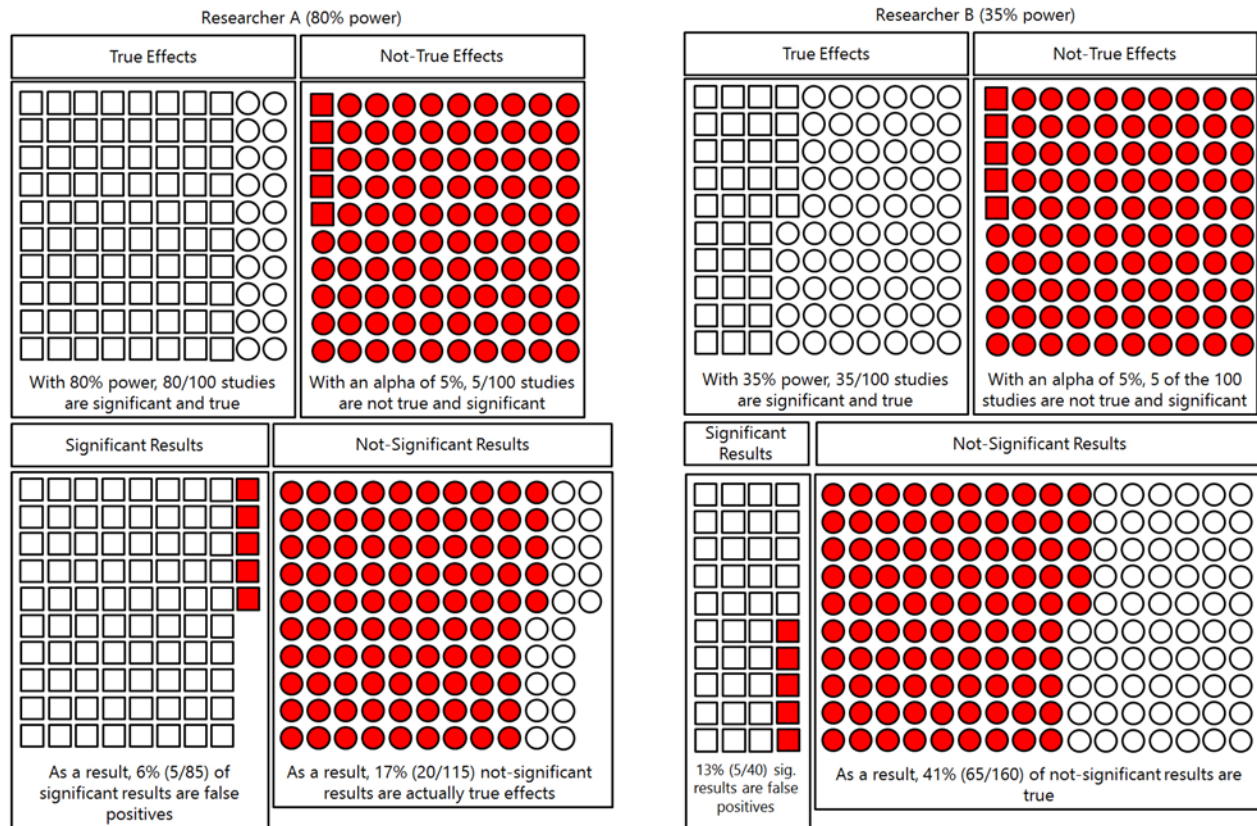 Researcher A (80% power)
True Effects
Not-True Effects
With 80% power, 80/100 studies
are significant and true
With an alpha of 5%, 5/100 studies
are not true and significant
Significant Results
Not-Significant Results
As a result, 6% (5/85) of
significant results are false
positives
As a result, 17% (20/115) not-significant
results are actually true effects
Researcher B (35% power)
True Effects
Not-True Effects
With 35% power, 35/100 studies
are significant and true
With an alpha of 5%, 5 of the 100
studies are not true and significant
Significant
Results
Not-Significant Results
13% (5/40) sig.
results are false
positives
As a result, 41% (65/160) of not-significant results are
true